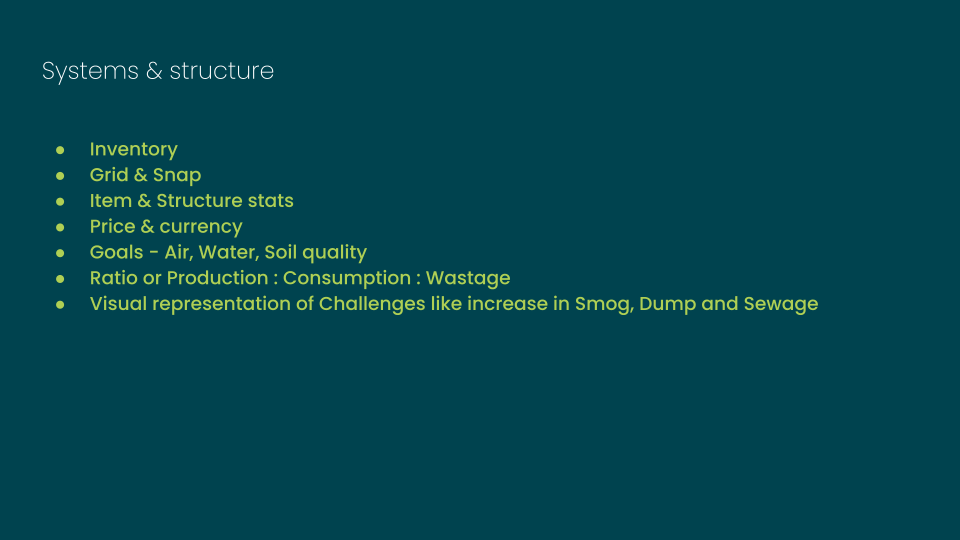 Systems & structure
● Inventory
● Grid & Snap
● Item & Structure stats
● Price & currency
● Goals - Air, Water, Soil quality
● Ratio or Production : Consumption : Wastage
● Visual representation of Challenges like increase in Smog, Dump and Sewage